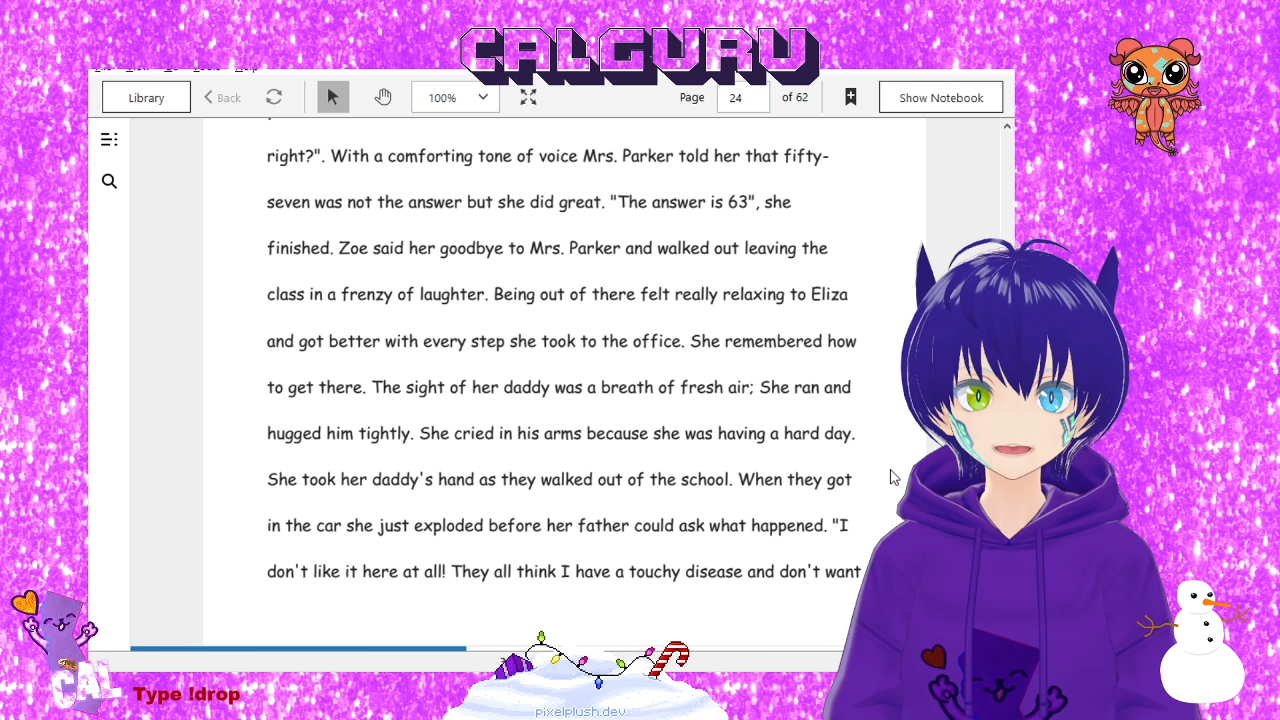 CALGURU
Library
Back
100%
Page
24
of 62
Show Notebook
right?". With a comforting tone of voice Mrs. Parker told her that fifty-
seven was not the answer but she did great. "The answer is 63", she
finished. Zoe said her goodbye to Mrs. Parker and walked out leaving the
class in a frenzy of laughter. Being out of there felt really relaxing to Eliza
and got better with every step she took to the office. She remembered how
to get there. The sight of her daddy was a breath of fresh air; She ran and
hugged him tightly. She cried in his arms because she was having a hard day.
She took her daddy's hand as they walked out of the school. When they got
in the car she just exploded before her father could ask what happened. "I
don't like it here at all! They all think I have a touchy disease and don't want
CAL
Type !drop
pixelplush.dev